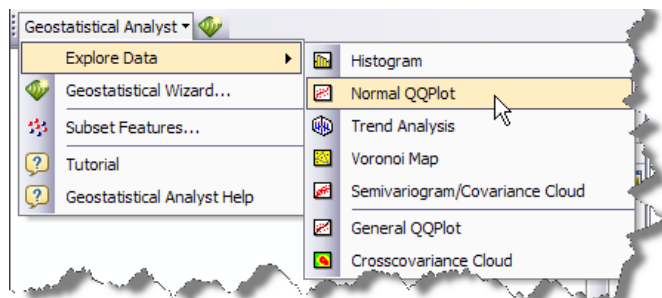 Geostatistical Analyst
Explore Data
Geostatistical Wizard...
Subset Features...
Tutorial
Geostatistical Analyst Help
Histogram
Normal QQPlot
Trend Analysis
Voronoi Map
Semivariogram/Covariance Cloud
General QQPlot
Crosscovariance Cloud